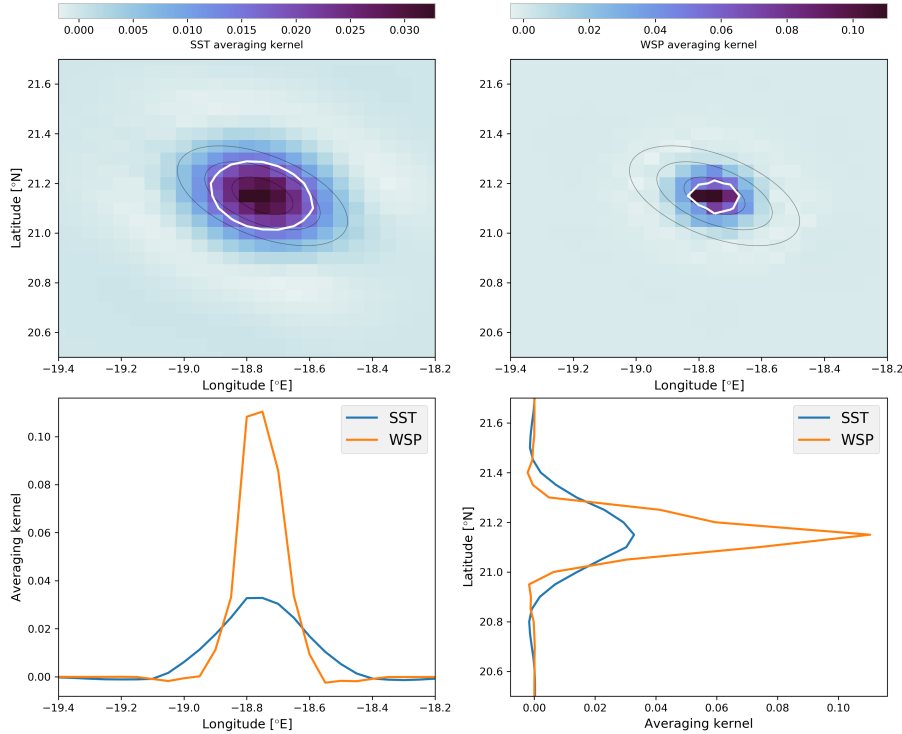 0.000 0.005 0.010 0.015 0.020 0.025 0.030
SST averaging kernel
0.00 0.02 0.04 0.06 0.08 0.10
WSP averaging kernel
21.6
21.4
21.2
21.0
20.8
20.6
Latitude [°N]
−19.4 −19.2 −19.0 −18.8 −18.6 −18.4 −18.2
Longitude [°E]
21.6
21.4
21.2
21.0
20.8
20.6
−19.4 −19.2 −19.0 −18.8 −18.6 −18.4 −18.2
Longitude [°E]
0.10
0.08
0.06
0.04
0.02
0.00
Averaging kernel
SST
WSP
−19.4 −19.2 −19.0 −18.8 −18.6 −18.4 −18.2
Longitude [°E]
21.6
21.4
21.2
21.0
20.8
20.6
Latitude [°N]
SST
WSP
0.00 0.02 0.04 0.06 0.08 0.10
Averaging kernel